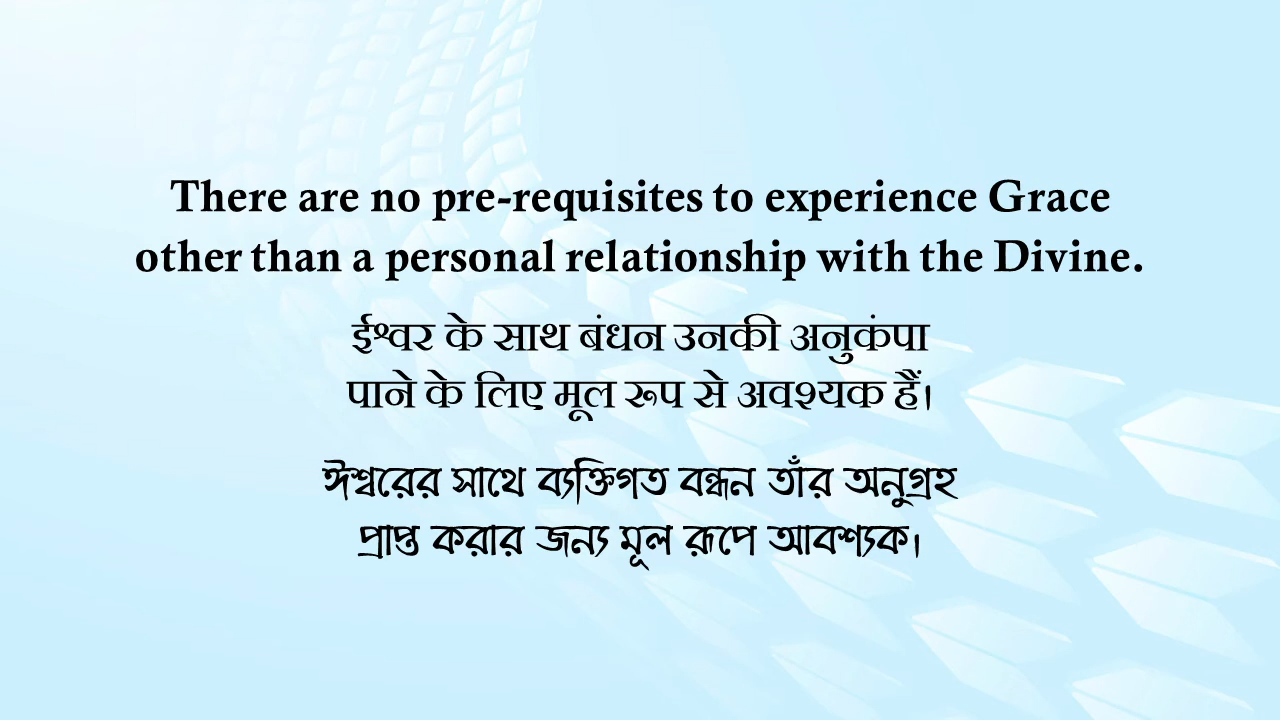 There are no pre-requisites to experience Grace
other than a personal relationship with the Divine.
ईश्वर के साथ बंधन उनकी अनुकंपा
पाने के लिए मूल रूप से अवश्यक हैं।
ঈশ্বরের সাথে ব্যক্তিগত বন্ধন তাঁর অনুগ্রহ
প্রাপ্ত করার জন্য মূল রূপে আবশ্যক।